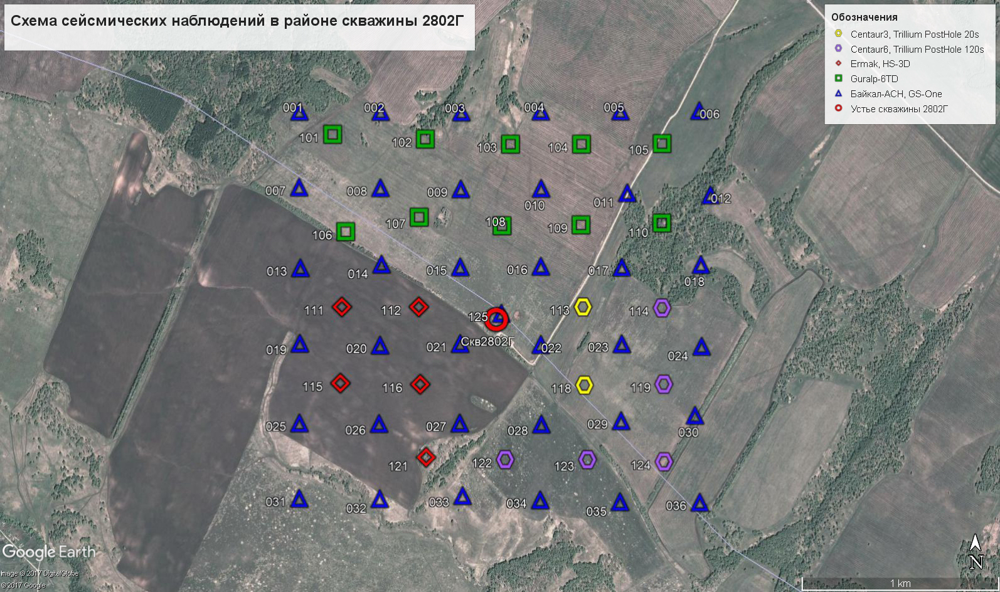 Схема сейсмических наблюдений в районе скважины 2802Г
Обозначения
Centaur3, Trillium PostHole 20s
Centaur6, Trillium PostHole 120s
Ermak, HS-3D
Guralp-6TD
Байкал-АСН, GS-One
Устье скважины 2802Г
001 002 003 004 005 006
101 102 103 104 105
007 008 009 010 011 012
106 107 108 109 110
013 014 015 016 017 018
111 112 125 113 114
Скв2802Г
019 020 021 022 023 024
115 116 118 119
025 026 027 028 029 030
121 122 123 124
031 032 033 034 035 036
Google Earth
Image © 2017 DigitalGlobe
© 2017 Google
N
1 km